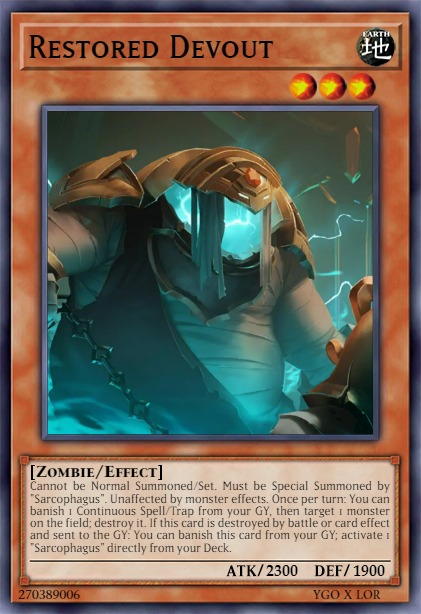 RESTORED DEVOUT
EARTH
地
[ZOMBIE/EFFECT]
Cannot be Normal Summoned/Set. Must be Special Summoned by
"Sarcophagus". Unaffected by monster effects. Once per turn: You can
banish 1 Continuous Spell/Trap from your GY, then target 1 monster
on the field; destroy it. If this card is destroyed by battle or card effect
and sent to the GY: You can banish this card from your GY; activate 1
"Sarcophagus" directly from your Deck.
ATK/2300 DEF/1900
270389006 YGO X LOR